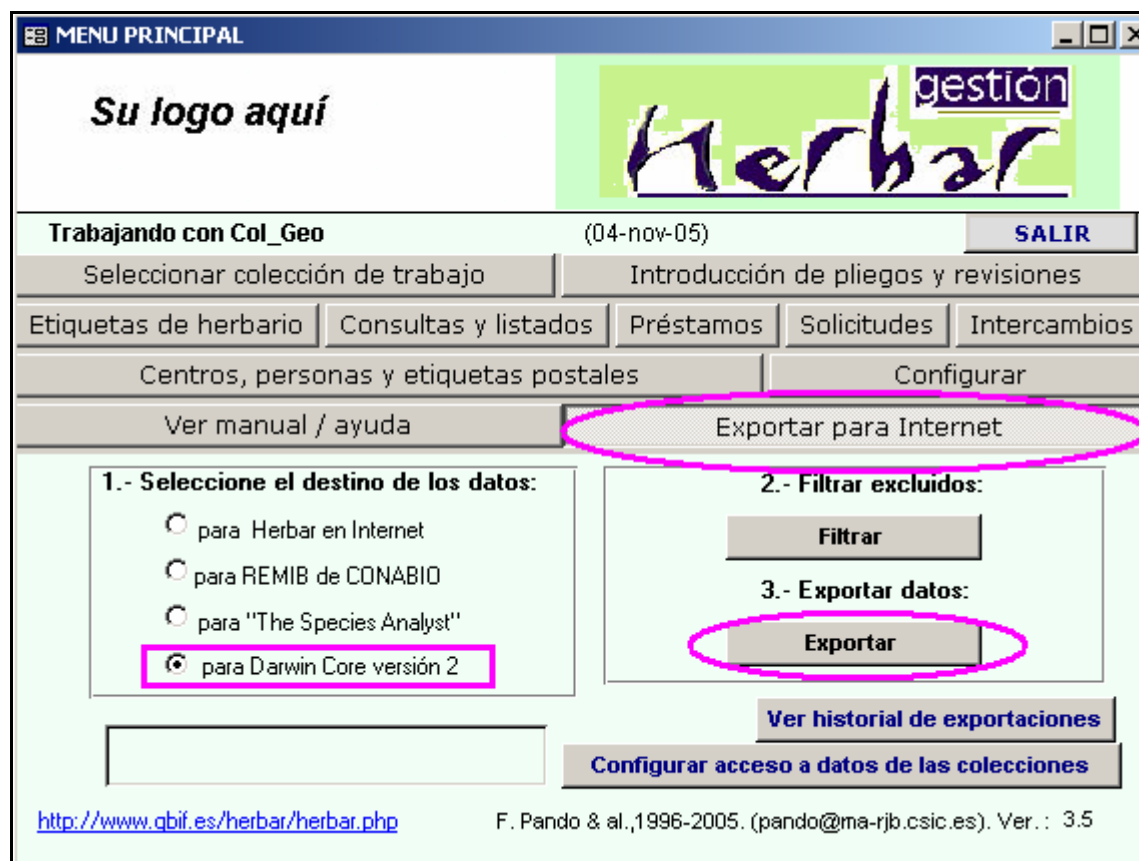 MENU PRINCIPAL
Su logo aquí
gestión
Herbar
Trabajando con Col_Geo (04-nov-05) SALIR
Seleccionar colección de trabajo Introducción de pliegos y revisiones
Etiquetas de herbario Consultas y listados Préstamos Solicitudes Intercambios
Centros, personas y etiquetas postales Configurar
Ver manual / ayuda Exportar para Internet
1.- Seleccione el destino de los datos: 2.- Filtrar excluidos:
para Herbar en Internet Filtrar
para REMIB de CONABIO 3.- Exportar datos:
para "The Species Analyst"
Exportar
para Darwin Core versión 2
Ver historial de exportaciones
Configurar acceso a datos de las colecciones
http://www.gbif.es/herbar/herbar.php F. Pando & al.,1996-2005. (pando@ma-rjb.csic.es). Ver. : 3.5